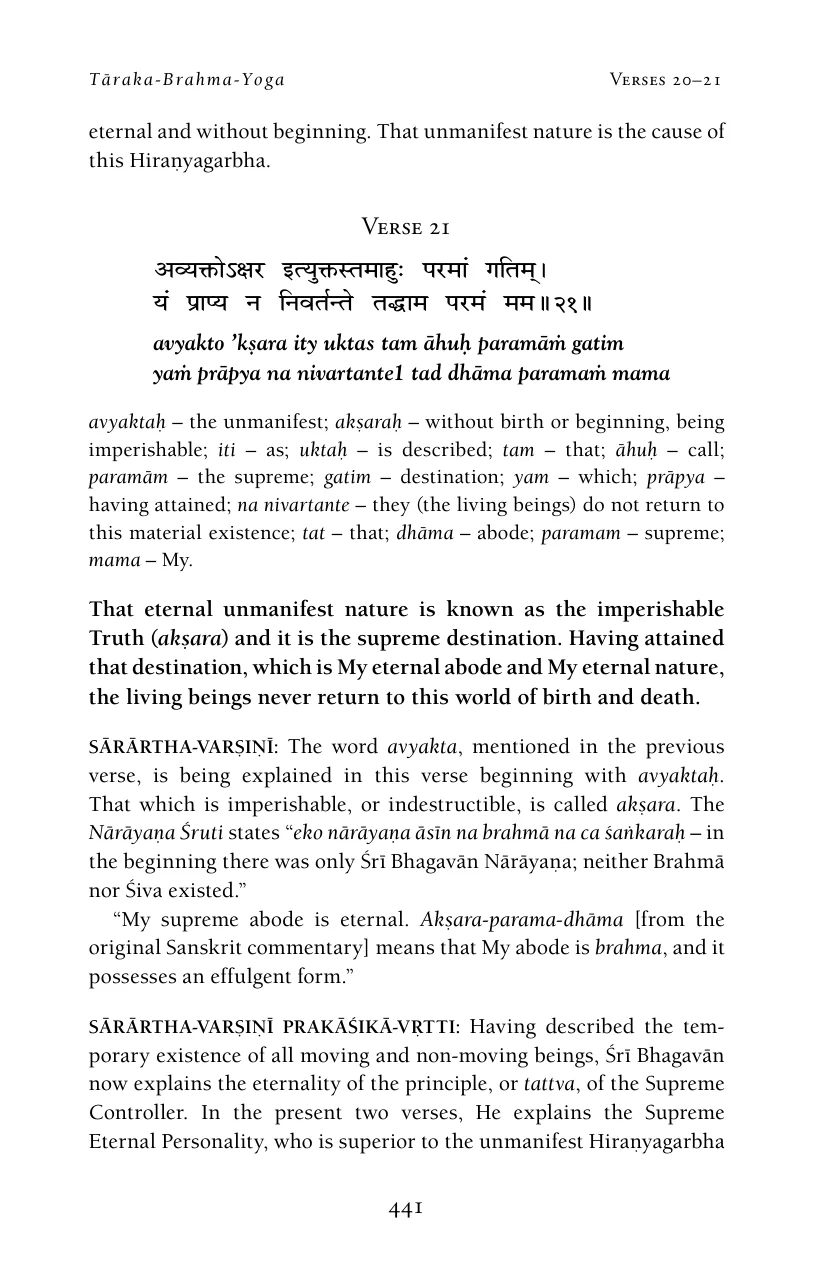 Tāraka-Brahma-Yoga Verses 20–21
eternal and without beginning. That unmanifest nature is the cause of
this Hiraṇyagarbha.
Verse 21
अव्यक्तोऽक्षर इत्युक्तस्तमाहुः परमां गतिम्।
यं प्राप्य न निवर्तन्ते तद्धाम परमं मम॥२१॥
avyakto ’kṣara ity uktas tam āhuḥ paramāṁ gatim
yaṁ prāpya na nivartante1 tad dhāma paramaṁ mama
avyaktaḥ – the unmanifest; akṣaraḥ – without birth or beginning, being
imperishable; iti – as; uktaḥ – is described; tam – that; āhuḥ – call;
paramām – the supreme; gatim – destination; yam – which; prāpya –
having attained; na nivartante – they (the living beings) do not return to
this material existence; tat – that; dhāma – abode; paramam – supreme;
mama – My.
That eternal unmanifest nature is known as the imperishable
Truth (akṣara) and it is the supreme destination. Having attained
that destination, which is My eternal abode and My eternal nature,
the living beings never return to this world of birth and death.
SĀRĀRTHA-VARṢIṆĪ: The word avyakta, mentioned in the previous
verse, is being explained in this verse beginning with avyaktaḥ.
That which is imperishable, or indestructible, is called akṣara. The
Nārāyaṇa Śruti states “eko nārāyaṇa āsīn na brahmā na ca śaṅkaraḥ – in
the beginning there was only Śrī Bhagavān Nārāyaṇa; neither Brahmā
nor Śiva existed.”
“My supreme abode is eternal. Akṣara-parama-dhāma [from the
original Sanskrit commentary] means that My abode is brahma, and it
possesses an effulgent form.”
SĀRĀRTHA-VARṢIṆĪ PRAKĀŚIKĀ-VṚTTI: Having described the tem-
porary existence of all moving and non-moving beings, Śrī Bhagavān
now explains the eternality of the principle, or tattva, of the Supreme
Controller. In the present two verses, He explains the Supreme
Eternal Personality, who is superior to the unmanifest Hiraṇyagarbha
441